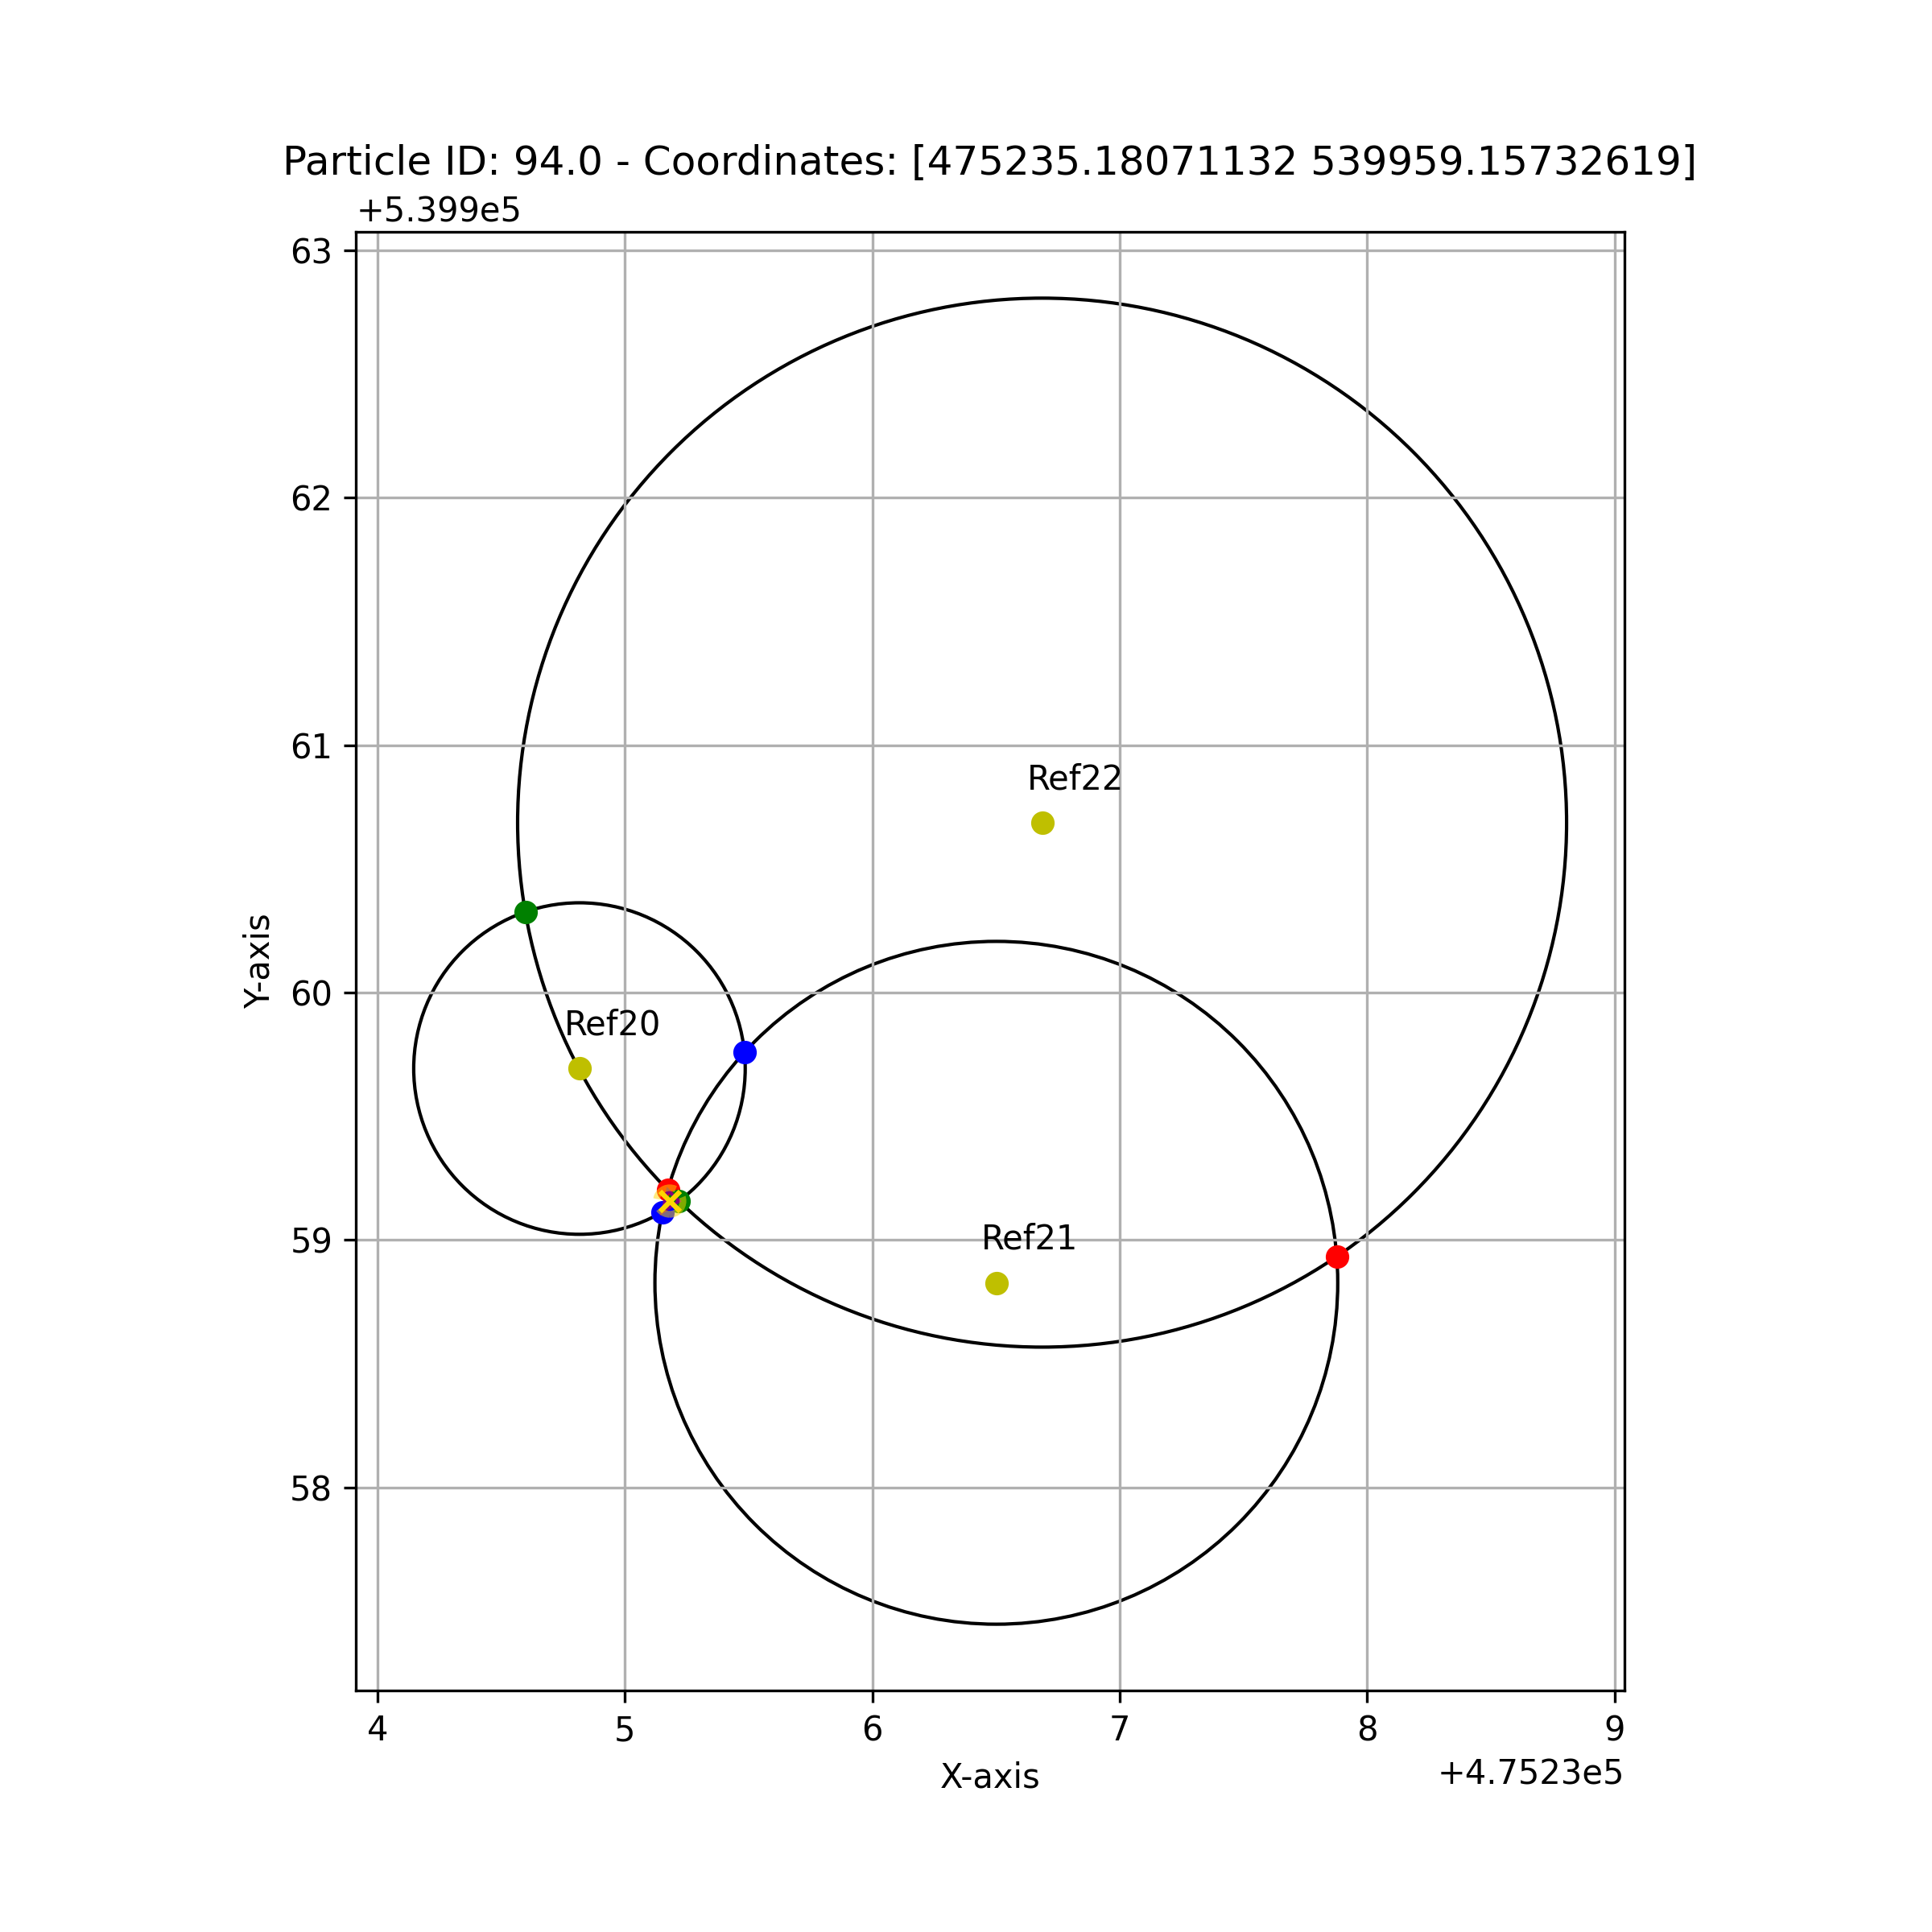 Particle ID: 94.0 - Coordinates: [475235.18071132 539959.15732619]
+5.399e5
63
62
61
Ref22
60
Ref20
59
Ref21
58
Y-axis
4 5 6 7 8 9
X-axis
+4.7523e5